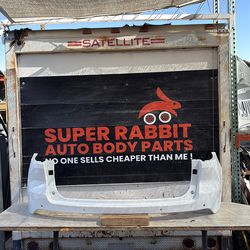 SATELLITE
SUPER RABBIT
AUTO BODY PARTS
NO ONE SELLS CHEAPER THAN ME !